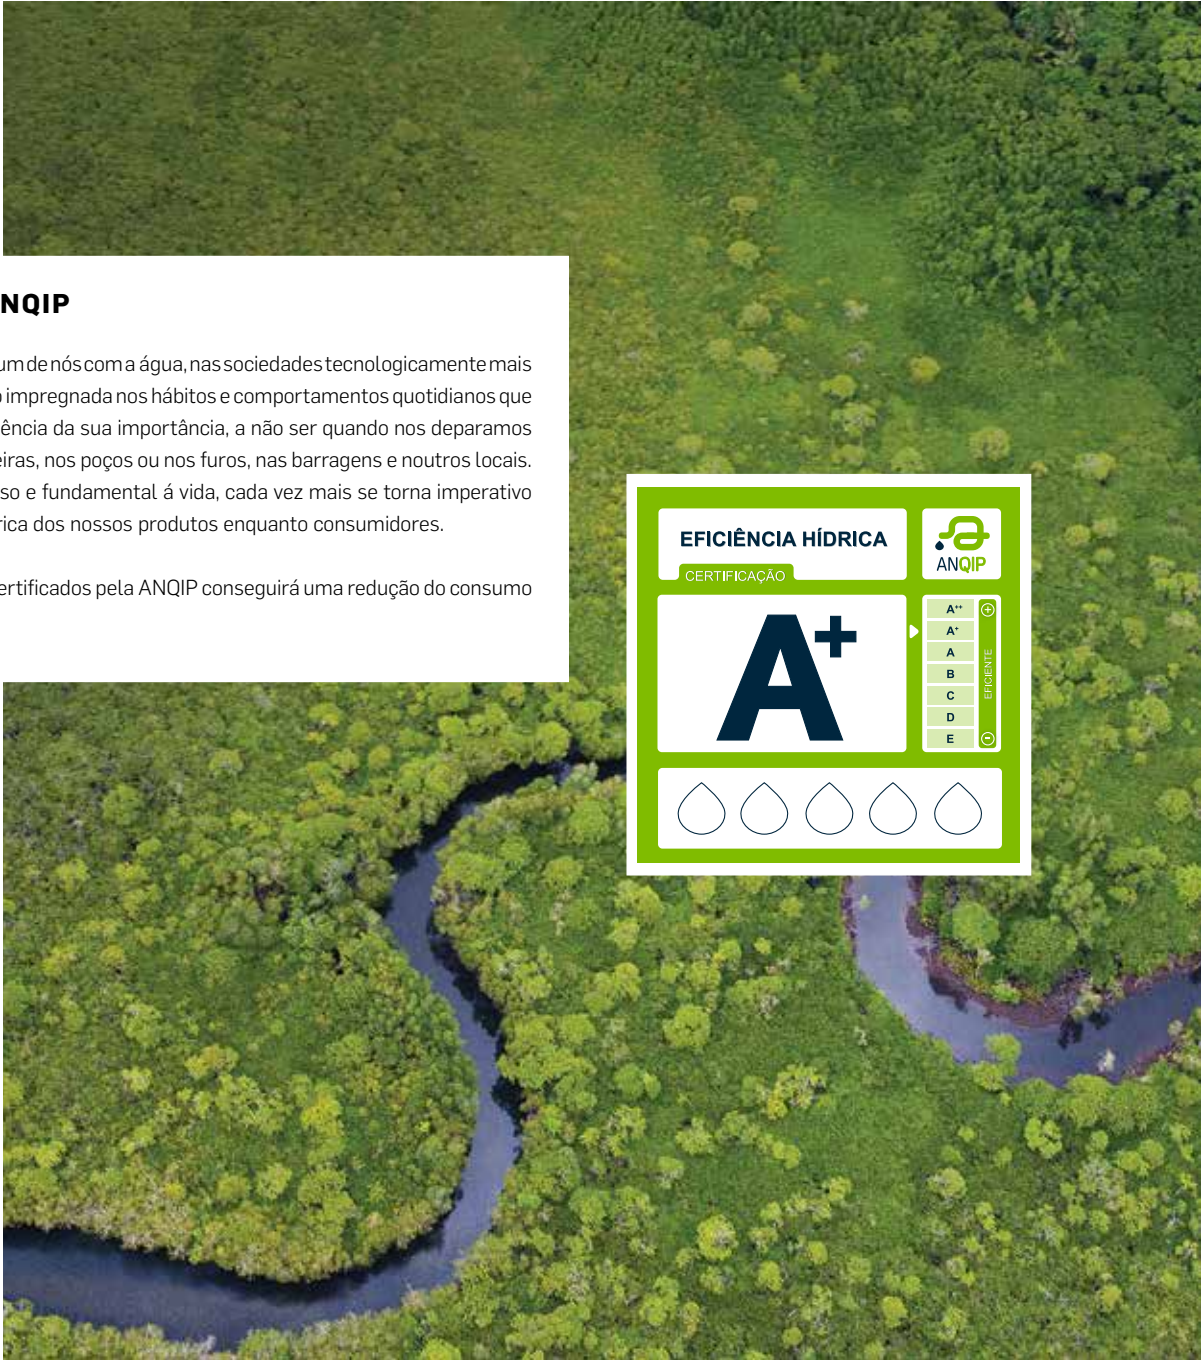 NQIP
um de nós com a água, nas sociedades tecnologicamente mais
impregnada nos hábitos e comportamentos quotidianos que
ência da sua importância, a não ser quando nos deparamos
eiras, nos poços ou nos furos, nas barragens e noutros locais.
so e fundamental á vida, cada vez mais se torna imperativo
rica dos nossos produtos enquanto consumidores.
ertificados pela ANQIP conseguirá uma redução do consumo
EFICIÊNCIA HÍDRICA
CERTIFICAÇÃO
ANQIP
A+
A++
A+
A
B
C
D
E
EFICIENTE